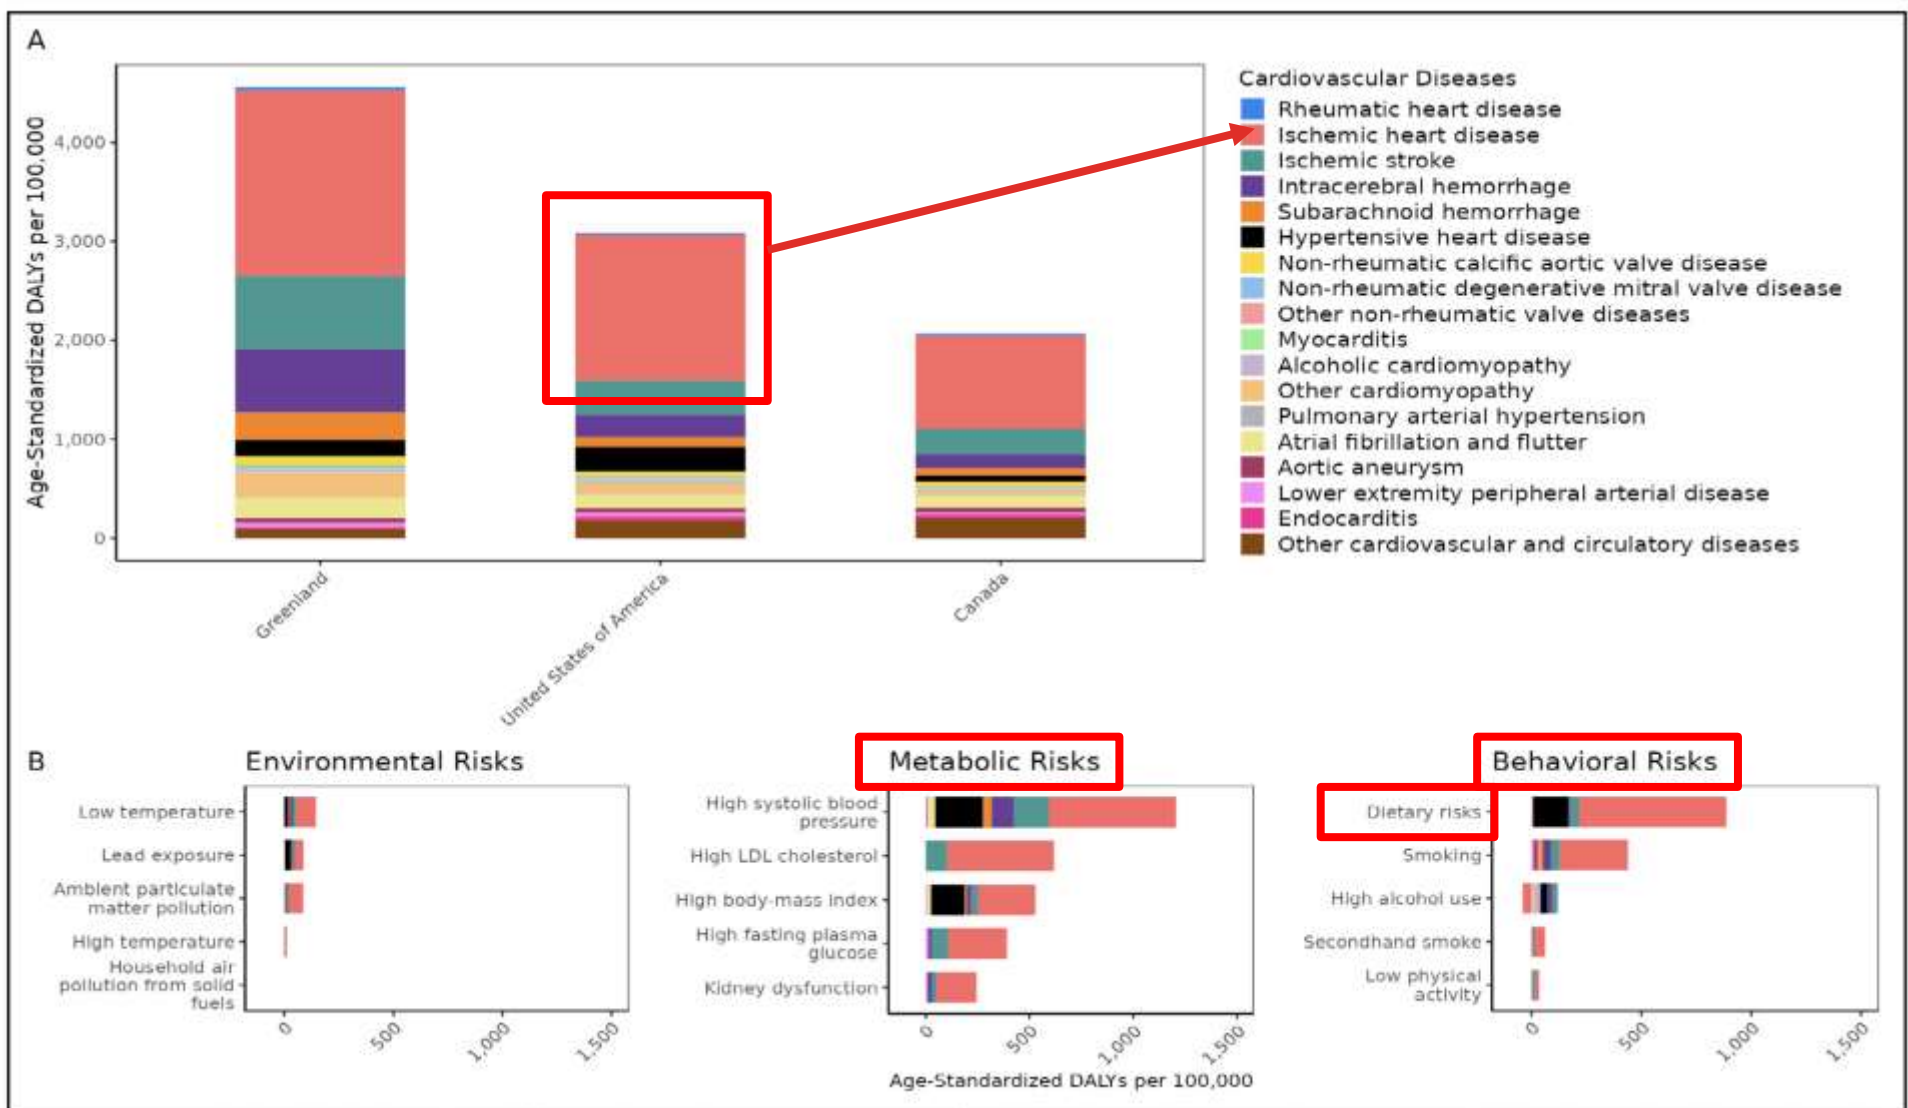 A
Age-Standardized DALYs per 100,000
4,000
3,000
2,000
1,000
0
Greenland
United States of America
Canada
Cardiovascular Diseases
Rheumatic heart disease
Ischemic heart disease
Ischemic stroke
Intracerebral hemorrhage
Subarachnoid hemorrhage
Hypertensive heart disease
Non-rheumatic calcific aortic valve disease
Non-rheumatic degenerative mitral valve disease
Other non-rheumatic valve diseases
Myocarditis
Alcoholic cardiomyopathy
Other cardiomyopathy
Pulmonary arterial hypertension
Atrial fibrillation and flutter
Aortic aneurysm
Lower extremity peripheral arterial disease
Endocarditis
Other cardiovascular and circulatory diseases
B
Environmental Risks
Low temperature
Lead exposure
Ambient particulate
matter pollution
High temperature
Household air
pollution from solid
fuels
0
500
1,000
1,500
Metabolic Risks
High systolic blood
pressure
High LDL cholesterol
High body-mass index
High fasting plasma
glucose
Kidney dysfunction
0
500
1,000
1,500
Age-Standardized DALYs per 100,000
Behavioral Risks
Dietary risks
Smoking
High alcohol use
Secondhand smoke
Low physical
activity
0
500
1,000
1,500